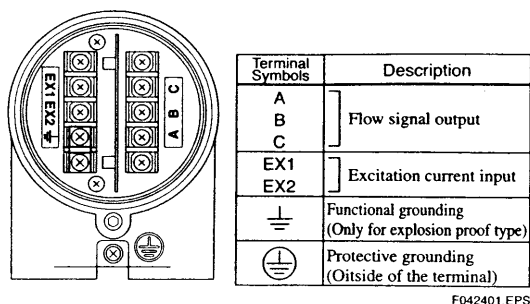 EX1 EX2
A B C
Terminal Symbols
Description
A
B
C
Flow signal output
EX1
EX2
Excitation current input
Functional grounding
(Only for explosion proof type)
Protective grounding
(Oitside of the terminal)
F042401.EPS